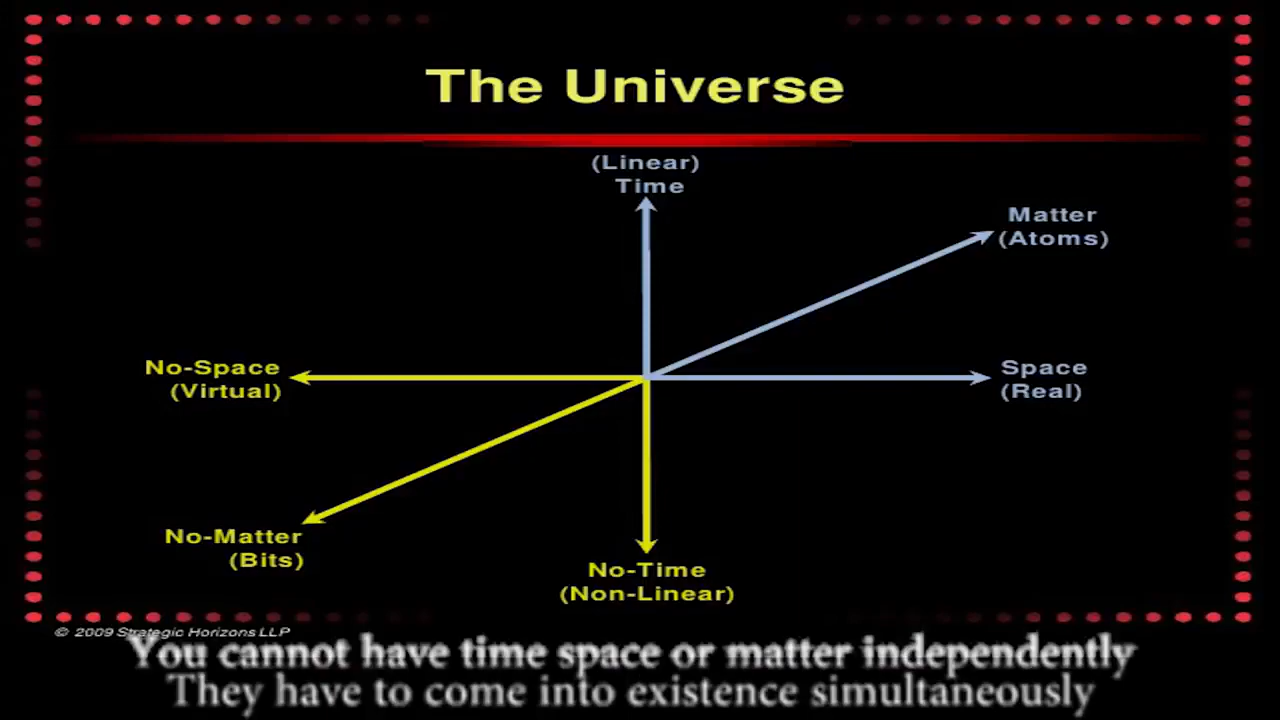 The Universe
(Linear)
Time
Matter
(Atoms)
No-Space
(Virtual)
Space
(Real)
No-Matter
(Bits)
No-Time
(Non-Linear)
© 2009 Strategic Horizons LLP
You cannot have time space or matter independently
They have to come into existence simultaneously